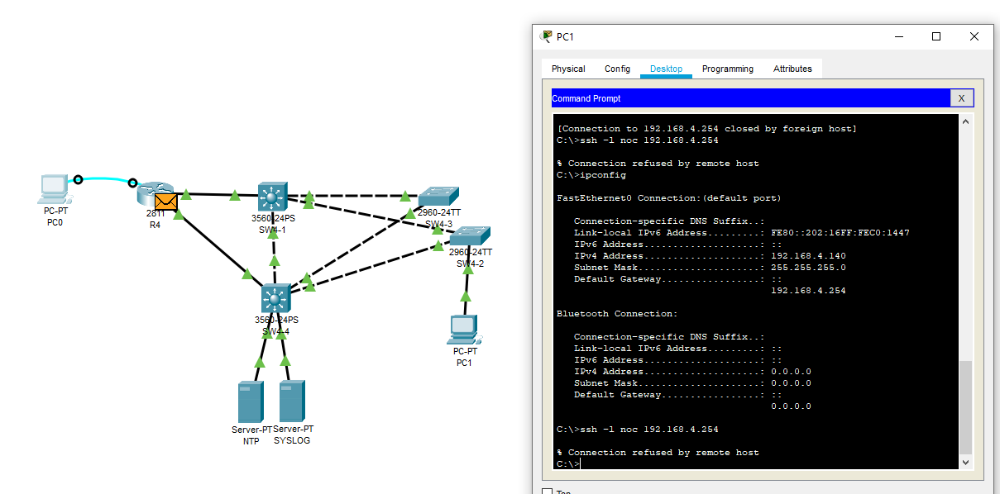 PC-PT
PC0
2811
R4
3560-24PS
SW4-1
2960-24TT
SW4-3
2960-24TT
SW4-2
3560-24PS
SW4-4
PC-PT
PC1
Server-PT
NTP
Server-PT
SYSLOG
PC1
Physical Config Desktop Programming Attributes
Command Prompt X
[Connection to 192.168.4.254 closed by foreign host]
C:\>ssh -l noc 192.168.4.254
% Connection refused by remote host
C:\>ipconfig
FastEthernet0 Connection:(default port)
Connection-specific DNS Suffix..:
Link-local IPv6 Address.........: FE80::202:16FF:FEC0:1447
IPv6 Address....................: ::
IPv4 Address....................: 192.168.4.140
Subnet Mask.....................: 255.255.255.0
Default Gateway.................: ::
192.168.4.254
Bluetooth Connection:
Connection-specific DNS Suffix..:
Link-local IPv6 Address.........: ::
IPv6 Address....................: ::
IPv4 Address....................: 0.0.0.0
Subnet Mask.....................: 0.0.0.0
Default Gateway.................: ::
0.0.0.0
C:\>ssh -l noc 192.168.4.254
% Connection refused by remote host
C:\>
Top